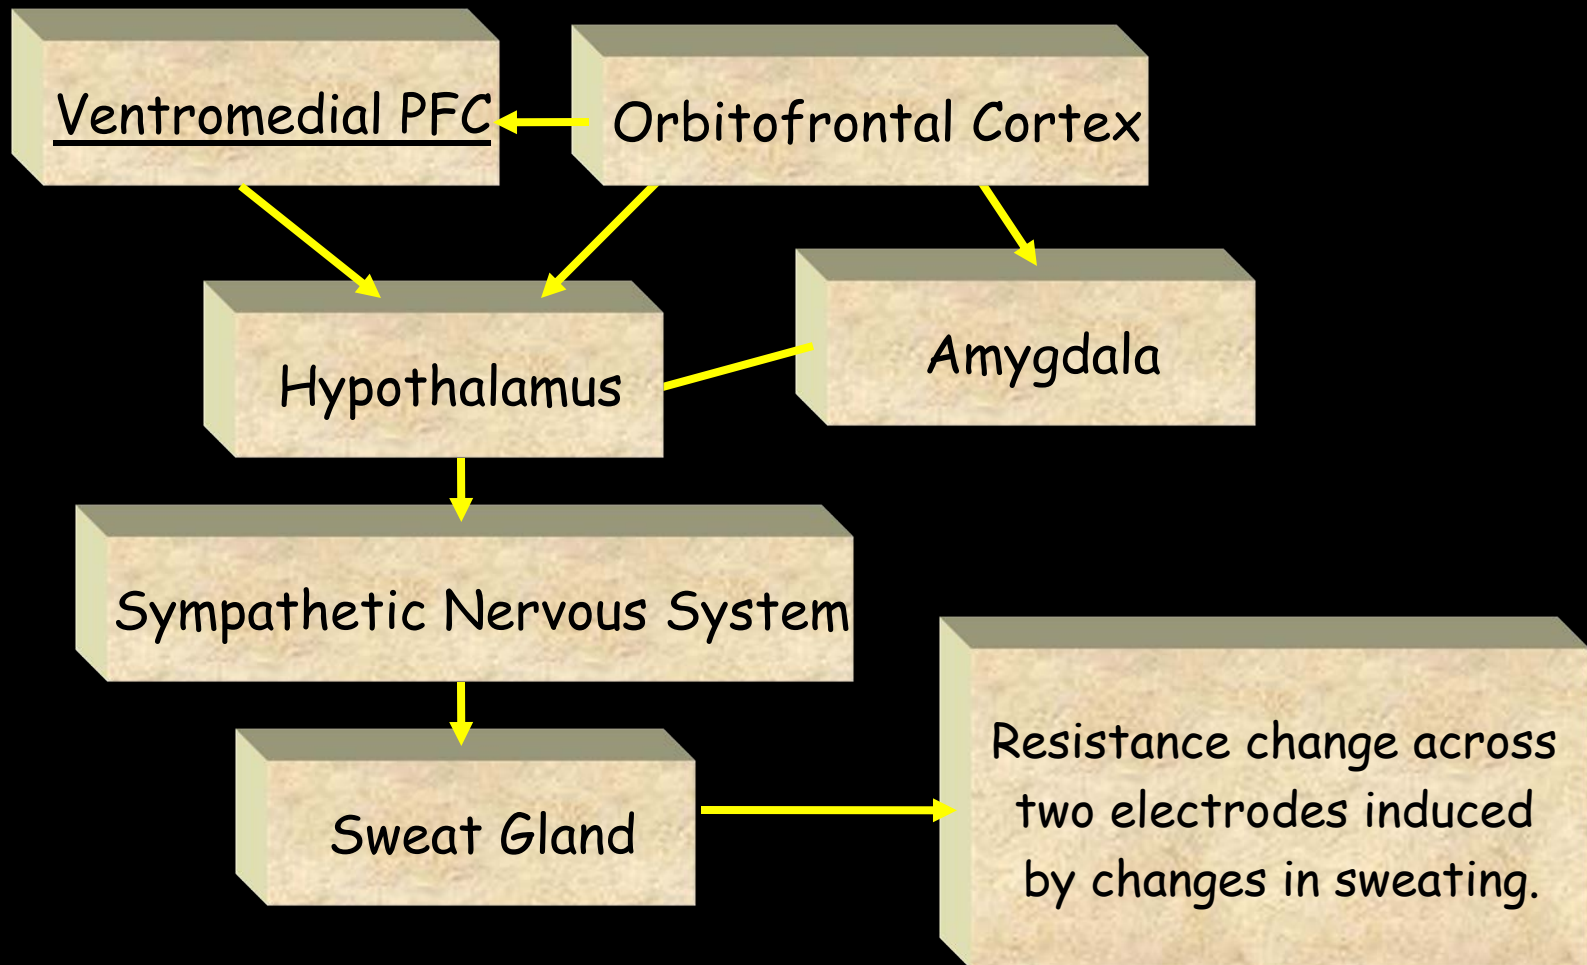 Ventromedial PFC
Orbitofrontal Cortex
Hypothalamus
Amygdala
Sympathetic Nervous System
Sweat Gland
Resistance change across
two electrodes induced
by changes in sweating.